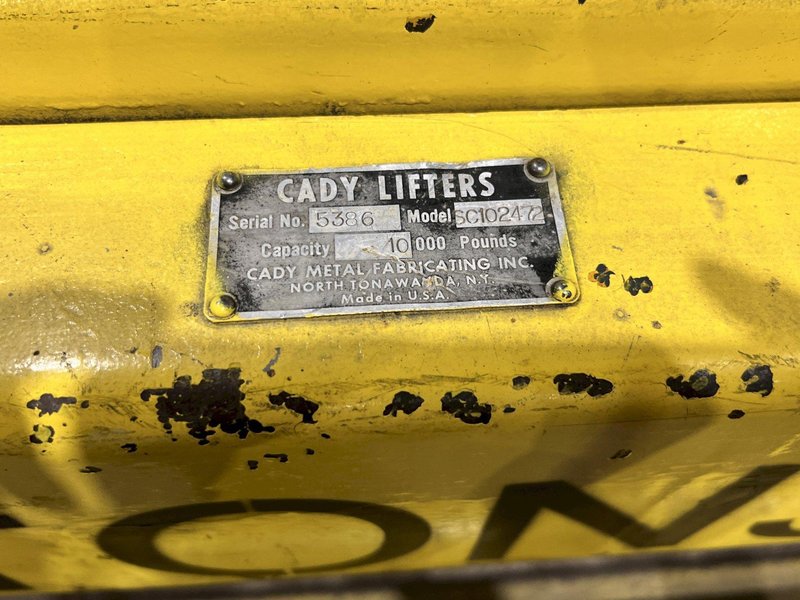 CADY LIFTERS
Serial No. 5386 Model SC102472
Capacity 10 000 Pounds
CADY METAL FABRICATING INC.
NORTH TONAWANDA, N.Y.
Made in U.S.A.